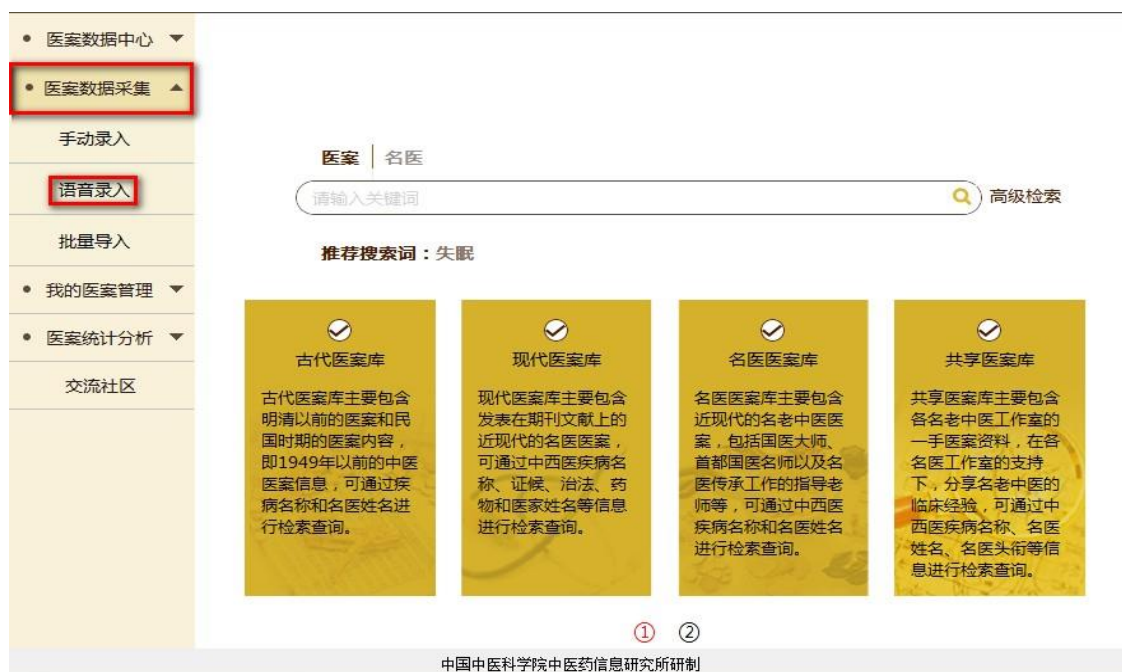 医案数据中心
医案数据采集
手动录入
语音录入
批量导入
我的医案管理
医案统计分析
交流社区
医案 名医
请输入关键词
高级检索
推荐搜索词：失眠
古代医案库
古代医案库主要包含
明清以前的医案和民
国时期的医案内容，
即1949年以前的中医
医案信息，可通过疾
病名称和名医姓名进
行检索查询。
现代医案库
现代医案库主要包含
发表在期刊文献上的
近现代的名医医案，
可通过中西医疾病名
称、证候、治法、药
物和医家姓名等信息
进行检索查询。
名医医案库
名医医案库主要包含
近现代的名老中医医
案，包括国医大师、
首都国医名师以及名
医传承工作的指导老
师等，可通过中西医
疾病名称和名医姓名
进行检索查询。
共享医案库
共享医案库主要包含
各名老中医工作室的
一手医案资料，在各
名医工作室的支持
下，分享名老中医的
临床经验，可通过中
西医疾病名称、名医
姓名、名医头衔等信
息进行检索查询。
① ②
中国中医科学院中医药信息研究所研制